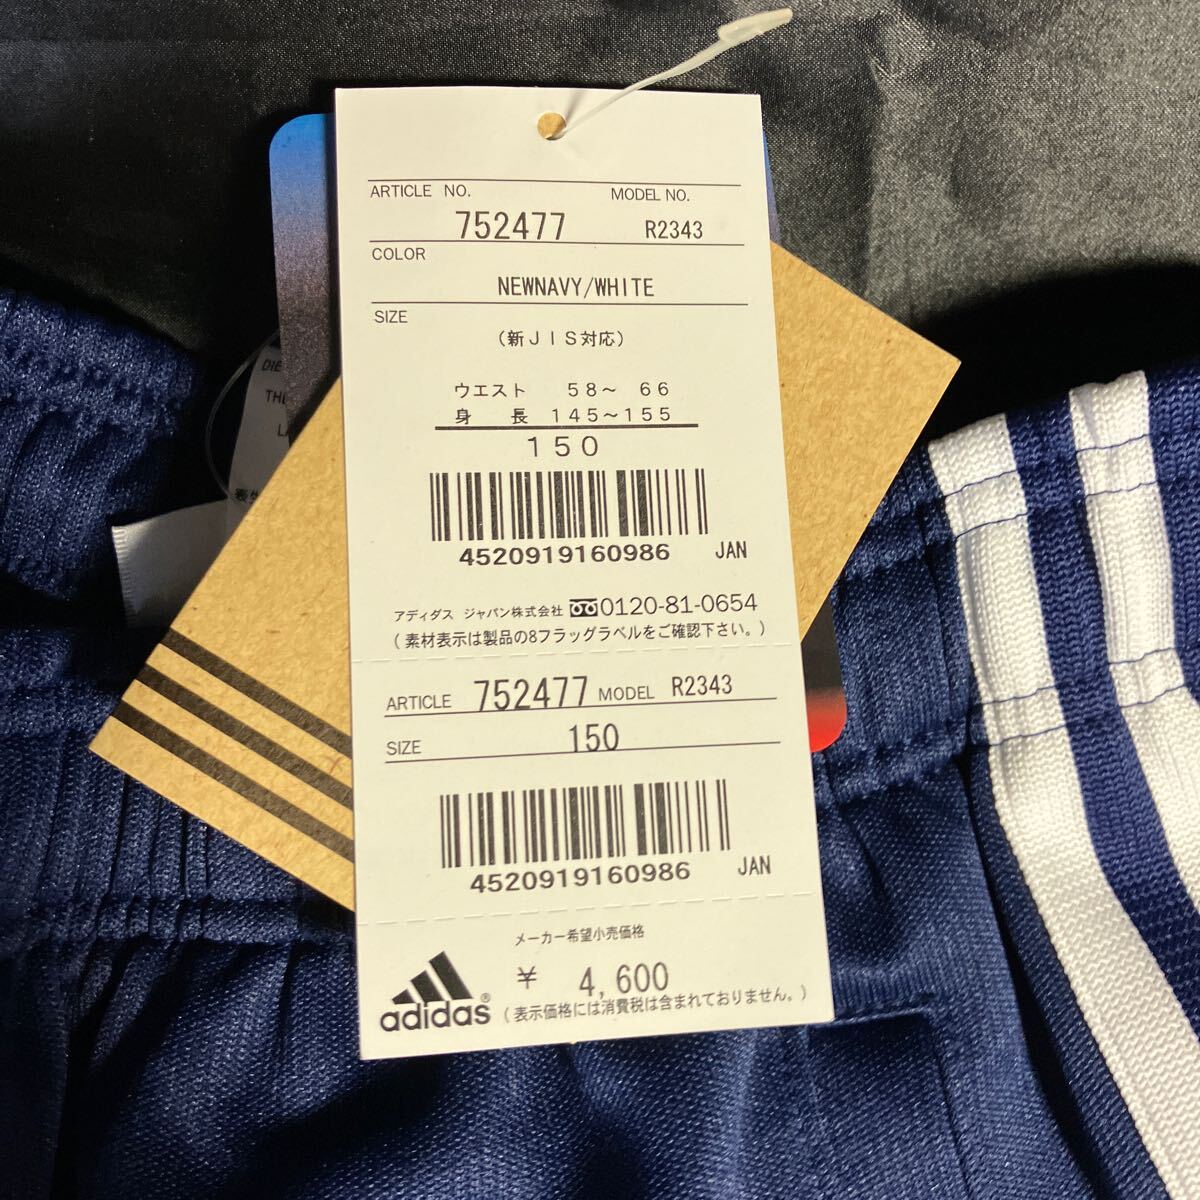 ARTICLE NO. MODEL NO.
752477 R2343
COLOR
NEWNAVY/WHITE
SIZE
(新JIS対応)
ウエスト 58～ 66
身 長 145～155
150
4520919160986 JAN
アディダス ジャパン株式会社 0120-81-0654
(素材表示は製品の8フラッグラベルをご確認下さい。)
ARTICLE 752477 MODEL R2343
SIZE 150
4520919160986 JAN
メーカー希望小売価格
¥ 4,600
(表示価格には消費税は含まれておりません。)
adidas®
DIE
TH
L